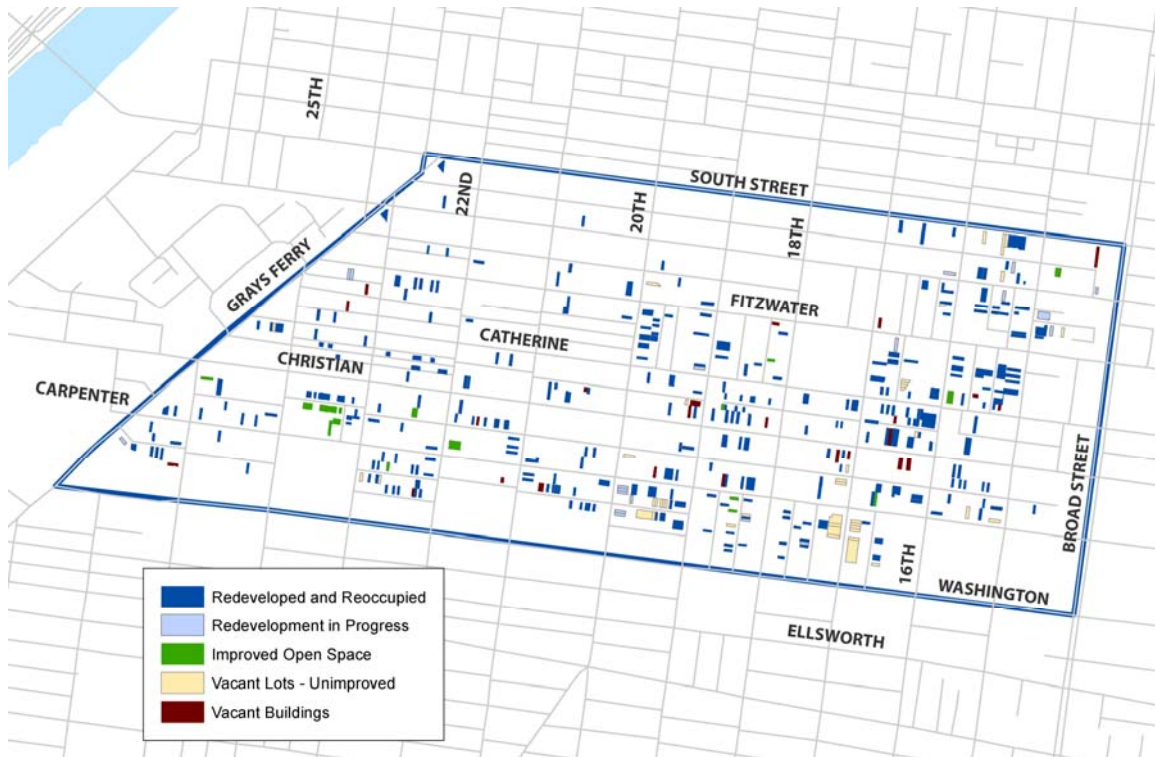 25TH
SOUTH STREET
22ND
20TH
18TH
GRAYS FERRY
FITZWATER
CATHERINE
CHRISTIAN
CARPENTER
BROAD STREET
16TH
WASHINGTON
ELLSWORTH
Redeveloped and Reoccupied
Redevelopment in Progress
Improved Open Space
Vacant Lots - Unimproved
Vacant Buildings